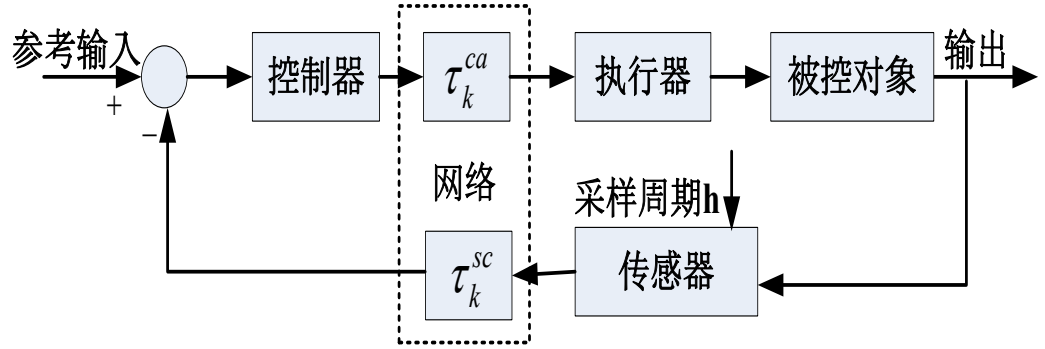 参考输入
+
−
控制器
τ_k^{ca}
执行器
被控对象
输出
网络
采样周期h
τ_k^{sc}
传感器